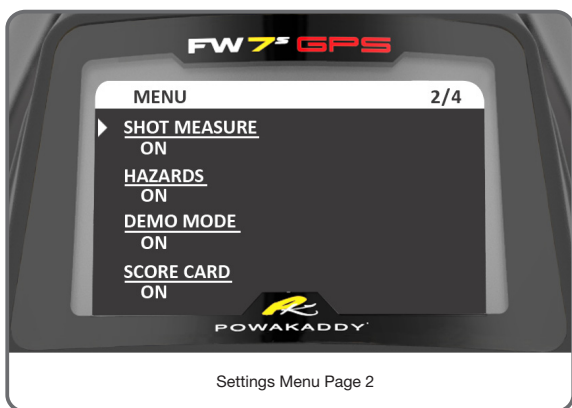 FW7s GPS
MENU 2/4
SHOT MEASURE
ON
HAZARDS
ON
DEMO MODE
ON
SCORE CARD
ON
POWAKADDY
Settings Menu Page 2